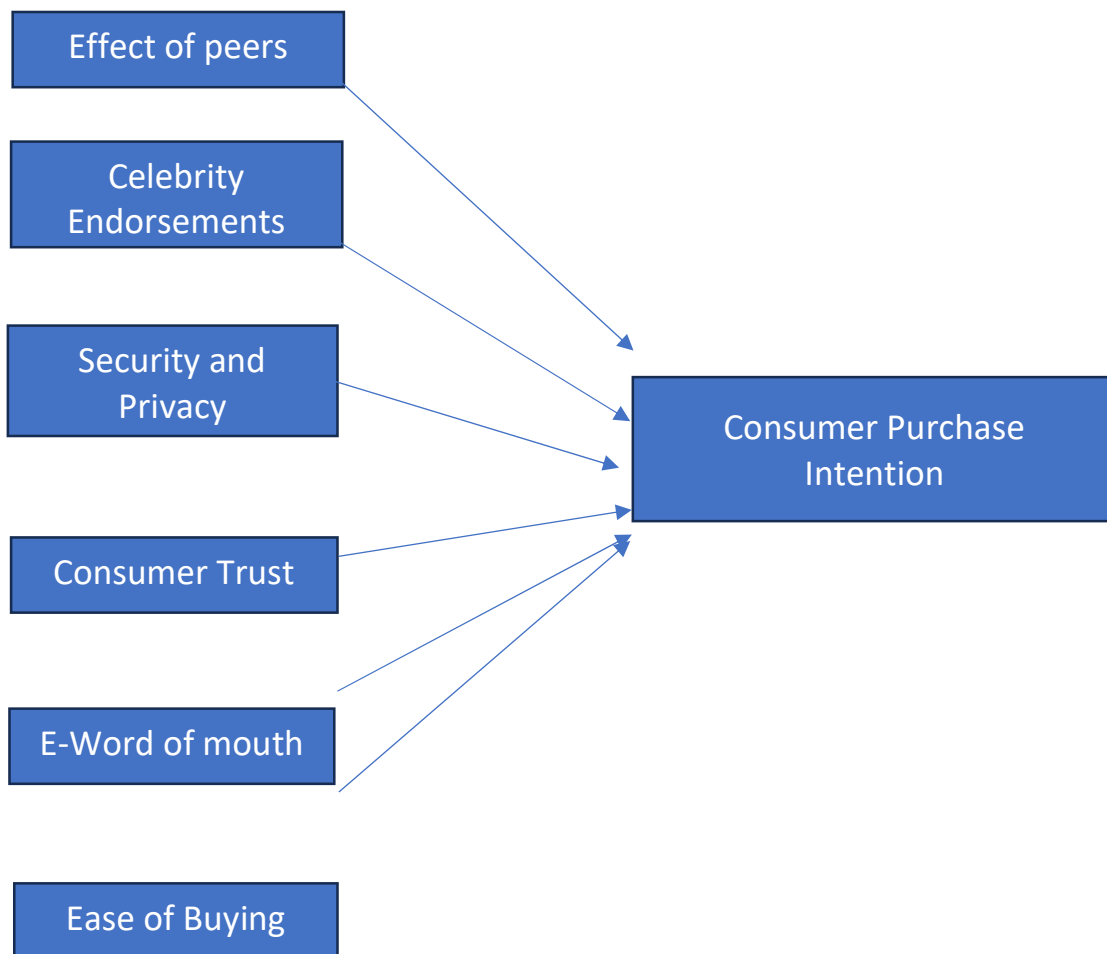 Effect of peers
Celebrity
Endorsements
Security and
Privacy
Consumer Purchase
Intention
Consumer Trust
E-Word of mouth
Ease of Buying